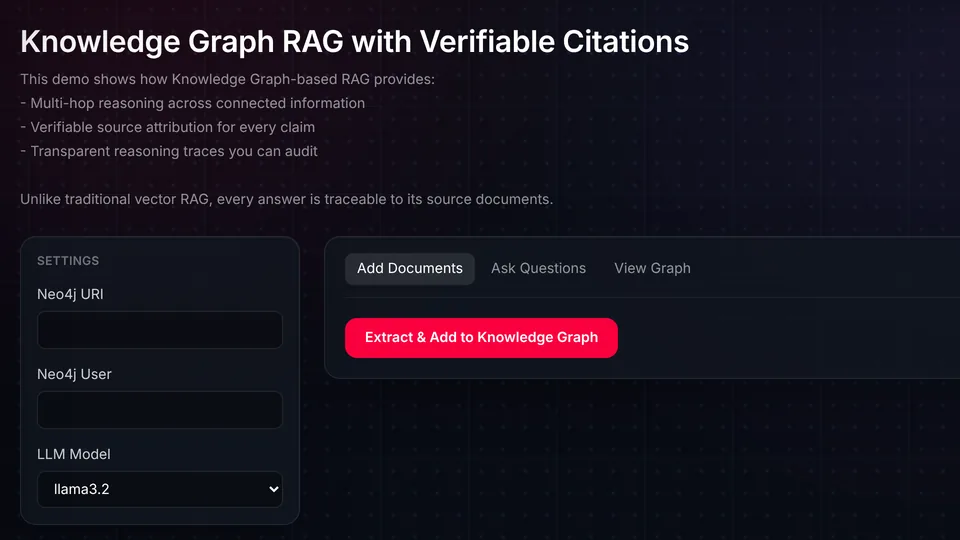 Knowledge Graph RAG with Verifiable Citations
This demo shows how Knowledge Graph-based RAG provides:
- Multi-hop reasoning across connected information
- Verifiable source attribution for every claim
- Transparent reasoning traces you can audit
Unlike traditional vector RAG, every answer is traceable to its source documents.
SETTINGS
Neo4j URI
Neo4j User
LLM Model
llama3.2
Add Documents Ask Questions View Graph
Extract & Add to Knowledge Graph